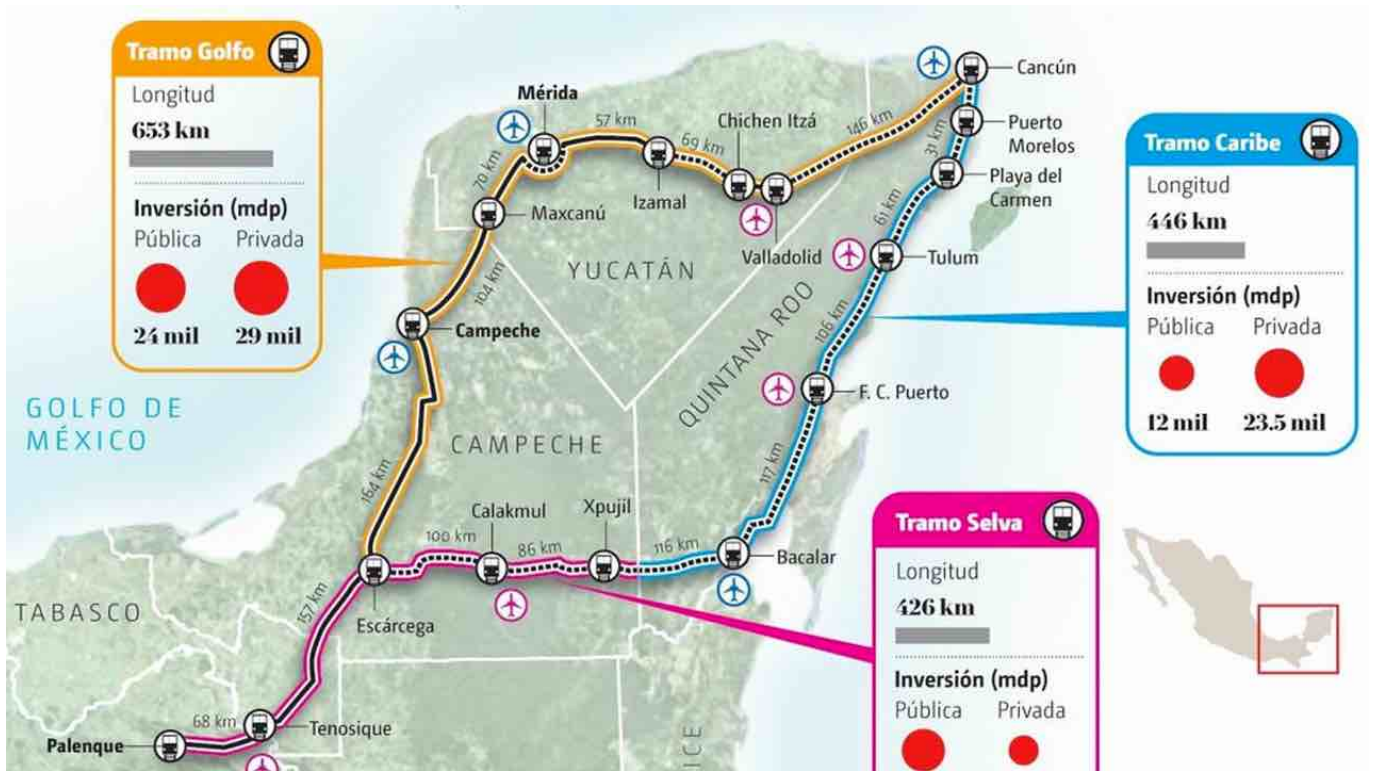 Tramo Golfo
Longitud
653 km
Inversión (mdp)
Pública Privada
24 mil 29 mil
Mérida
57 km
70 km
69 km
Chichen Itzá
146 km
Cancún
31 km
Puerto
Morelos
Playa del
Carmen
Izamal
Maxcanú
Valladolid
61 km
Tulum
104 km
YUCATÁN
Campeche
106 km
QUINTANA ROO
F. C. Puerto
GOLFO DE
MÉXICO
CAMPECHE
164 km
117 km
Calakmul
Xpujil
100 km
86 km
116 km
Bacalar
TABASCO
157 km
Escárcega
68 km
Tenosique
Palenque
ICE
Tramo Caribe
Longitud
446 km
Inversión (mdp)
Pública Privada
12 mil 23.5 mil
Tramo Selva
Longitud
426 km
Inversión (mdp)
Pública Privada